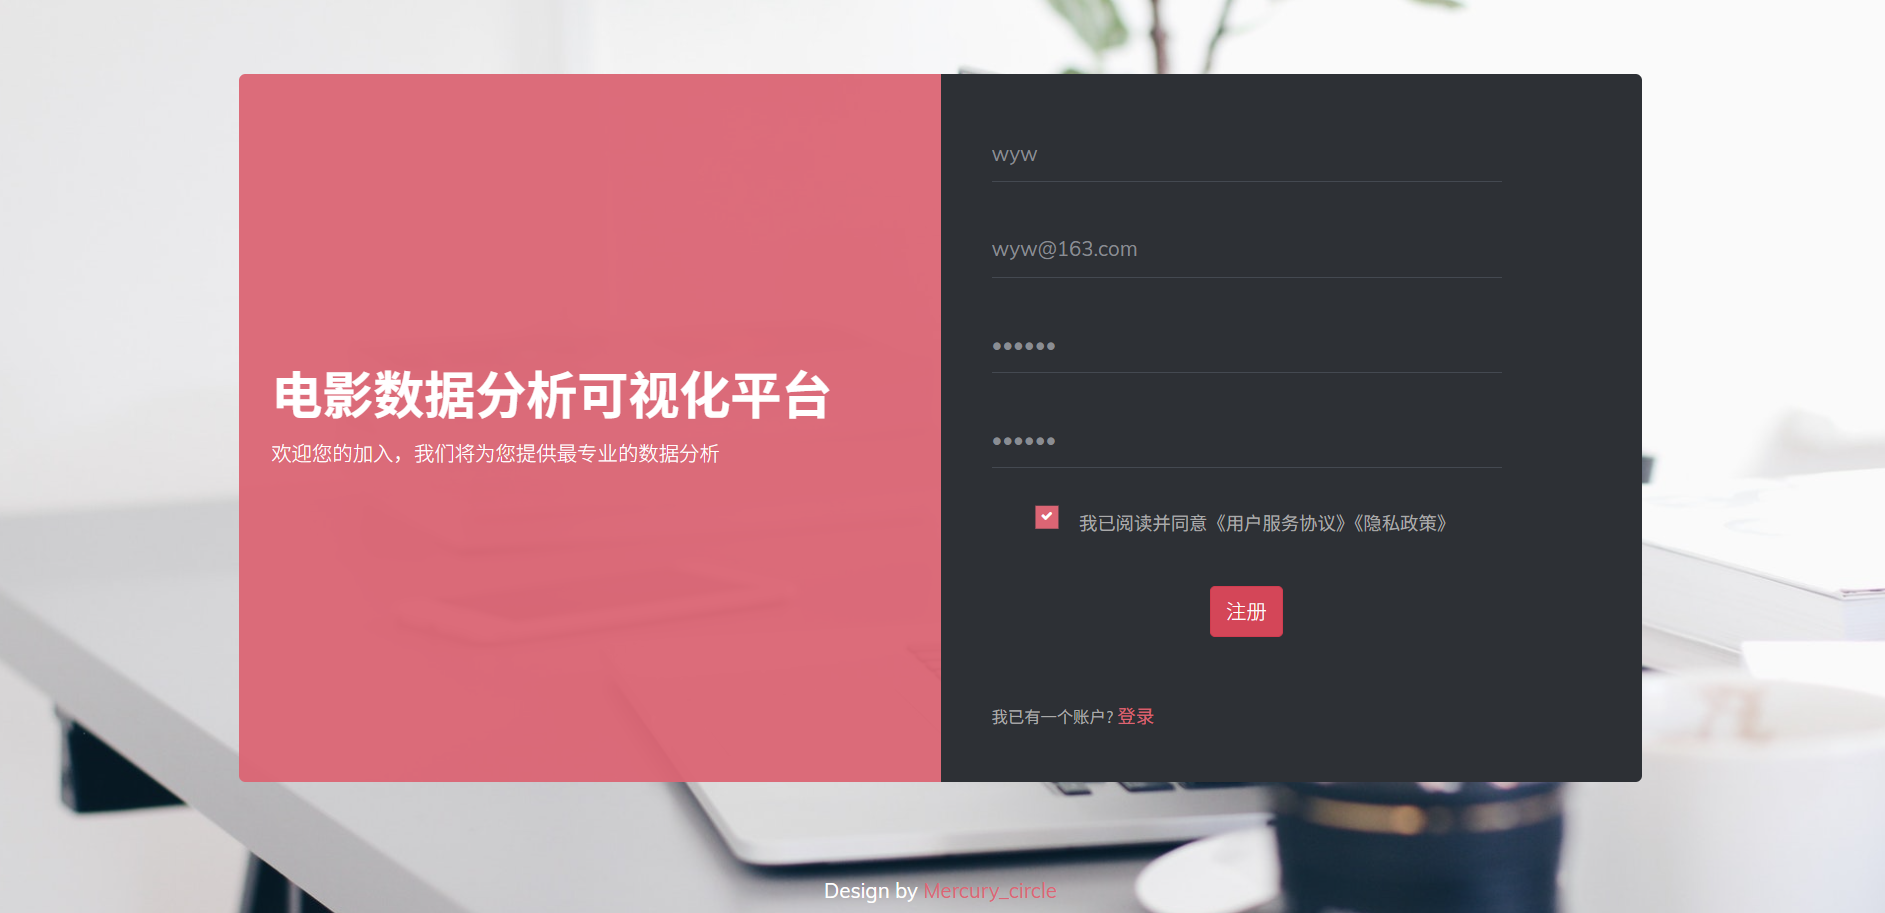 电影数据分析可视化平台
欢迎您的加入，我们将为您提供最专业的数据分析
wyw
wyw@163.com
••••••
••••••
我已阅读并同意《用户服务协议》《隐私政策》
注册
我已有一个账户? 登录
Design by Mercury_circle